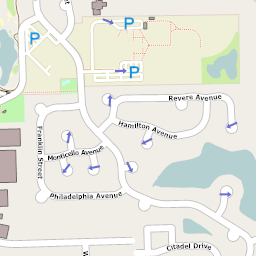 P
P
P
Revere Avenue
Hamilton Avenue
Franklin Street
Monticello Avenue
Philadelphia Avenue
Citadel Drive